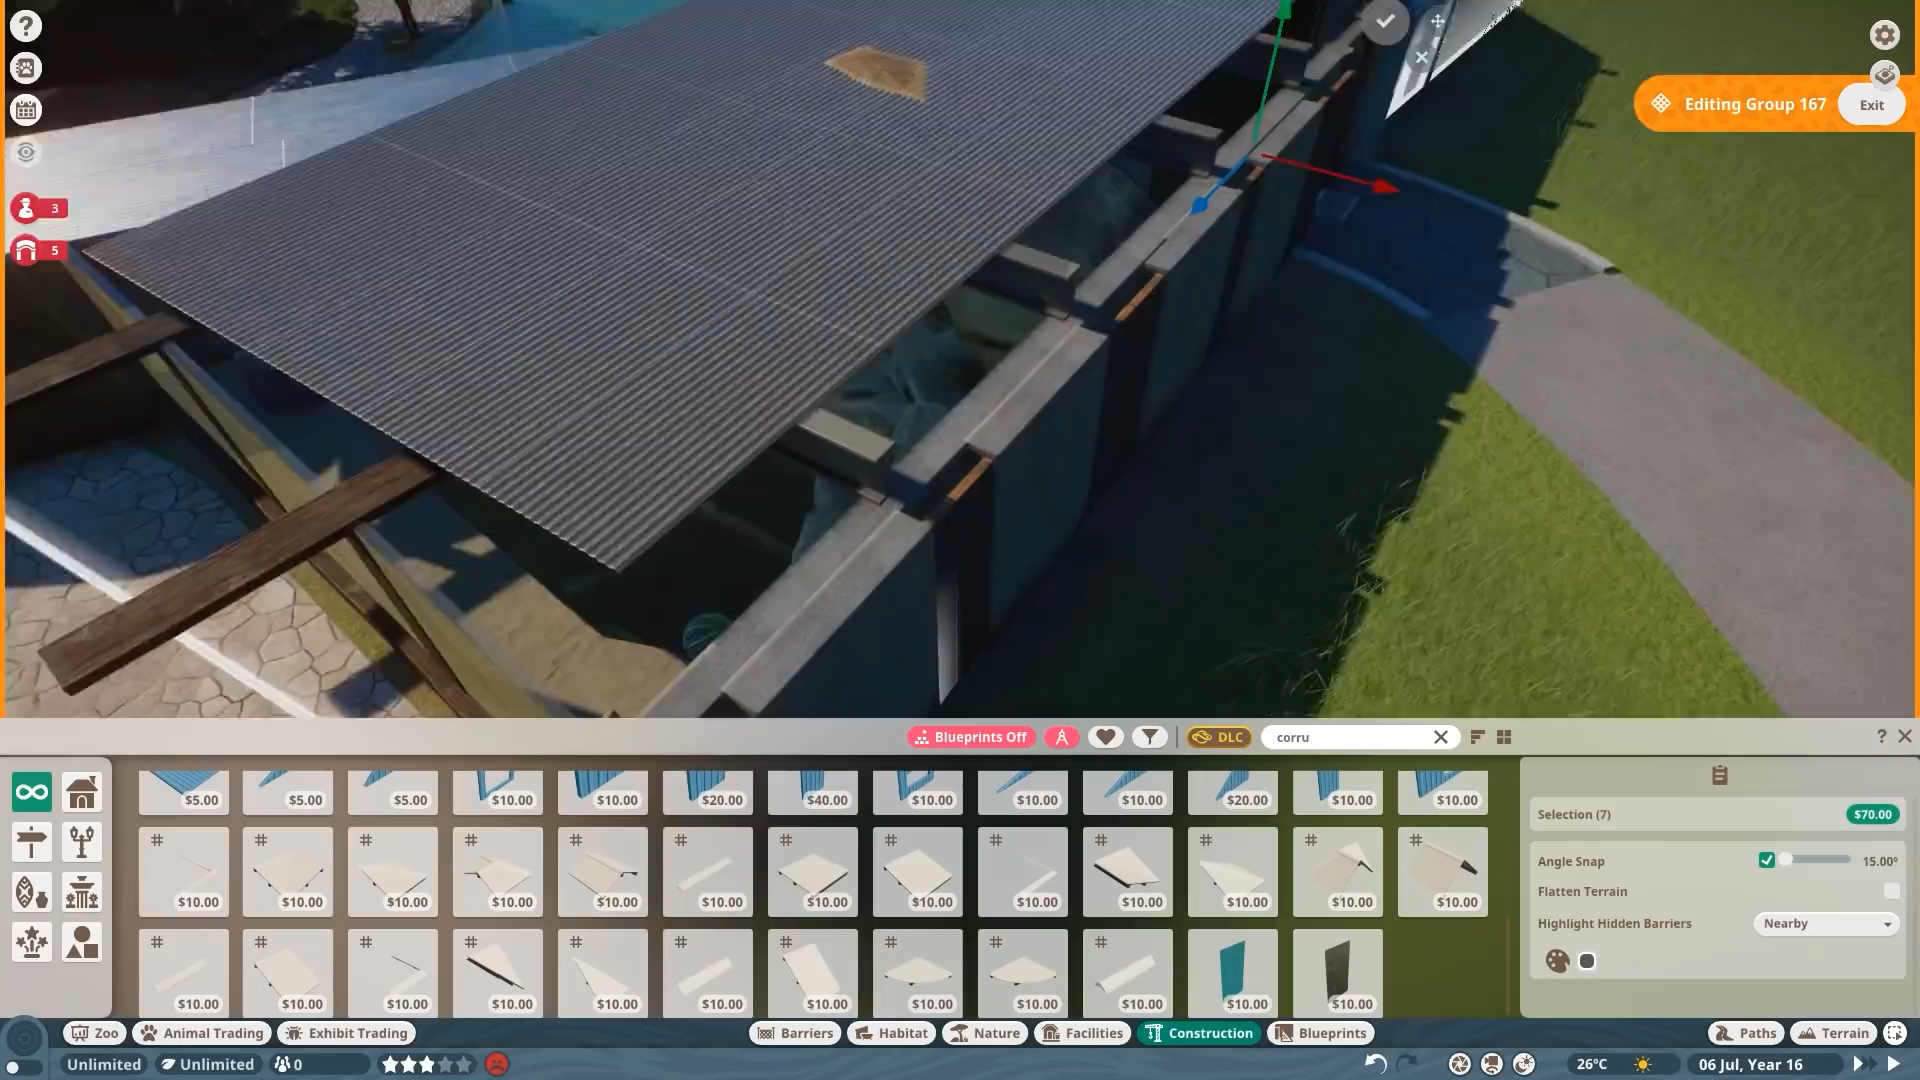 ?
3
5
Editing Group 167
Exit
Blueprints Off
DLC
corru
?
$5.00 $5.00 $5.00 $10.00 $10.00 $20.00 $40.00 $10.00 $10.00 $10.00 $20.00 $10.00 $10.00
$10.00 $10.00 $10.00 $10.00 $10.00 $10.00 $10.00 $10.00 $10.00 $10.00 $10.00 $10.00 $10.00
$10.00 $10.00 $10.00 $10.00 $10.00 $10.00 $10.00 $10.00 $10.00 $10.00 $10.00 $10.00
Selection (7)
$70.00
Angle Snap
15.00°
Flatten Terrain
Highlight Hidden Barriers
Nearby
Zoo
Animal Trading
Exhibit Trading
Barriers
Habitat
Nature
Facilities
Construction
Blueprints
Paths
Terrain
Unlimited
Unlimited
0
26°C
06 Jul, Year 16